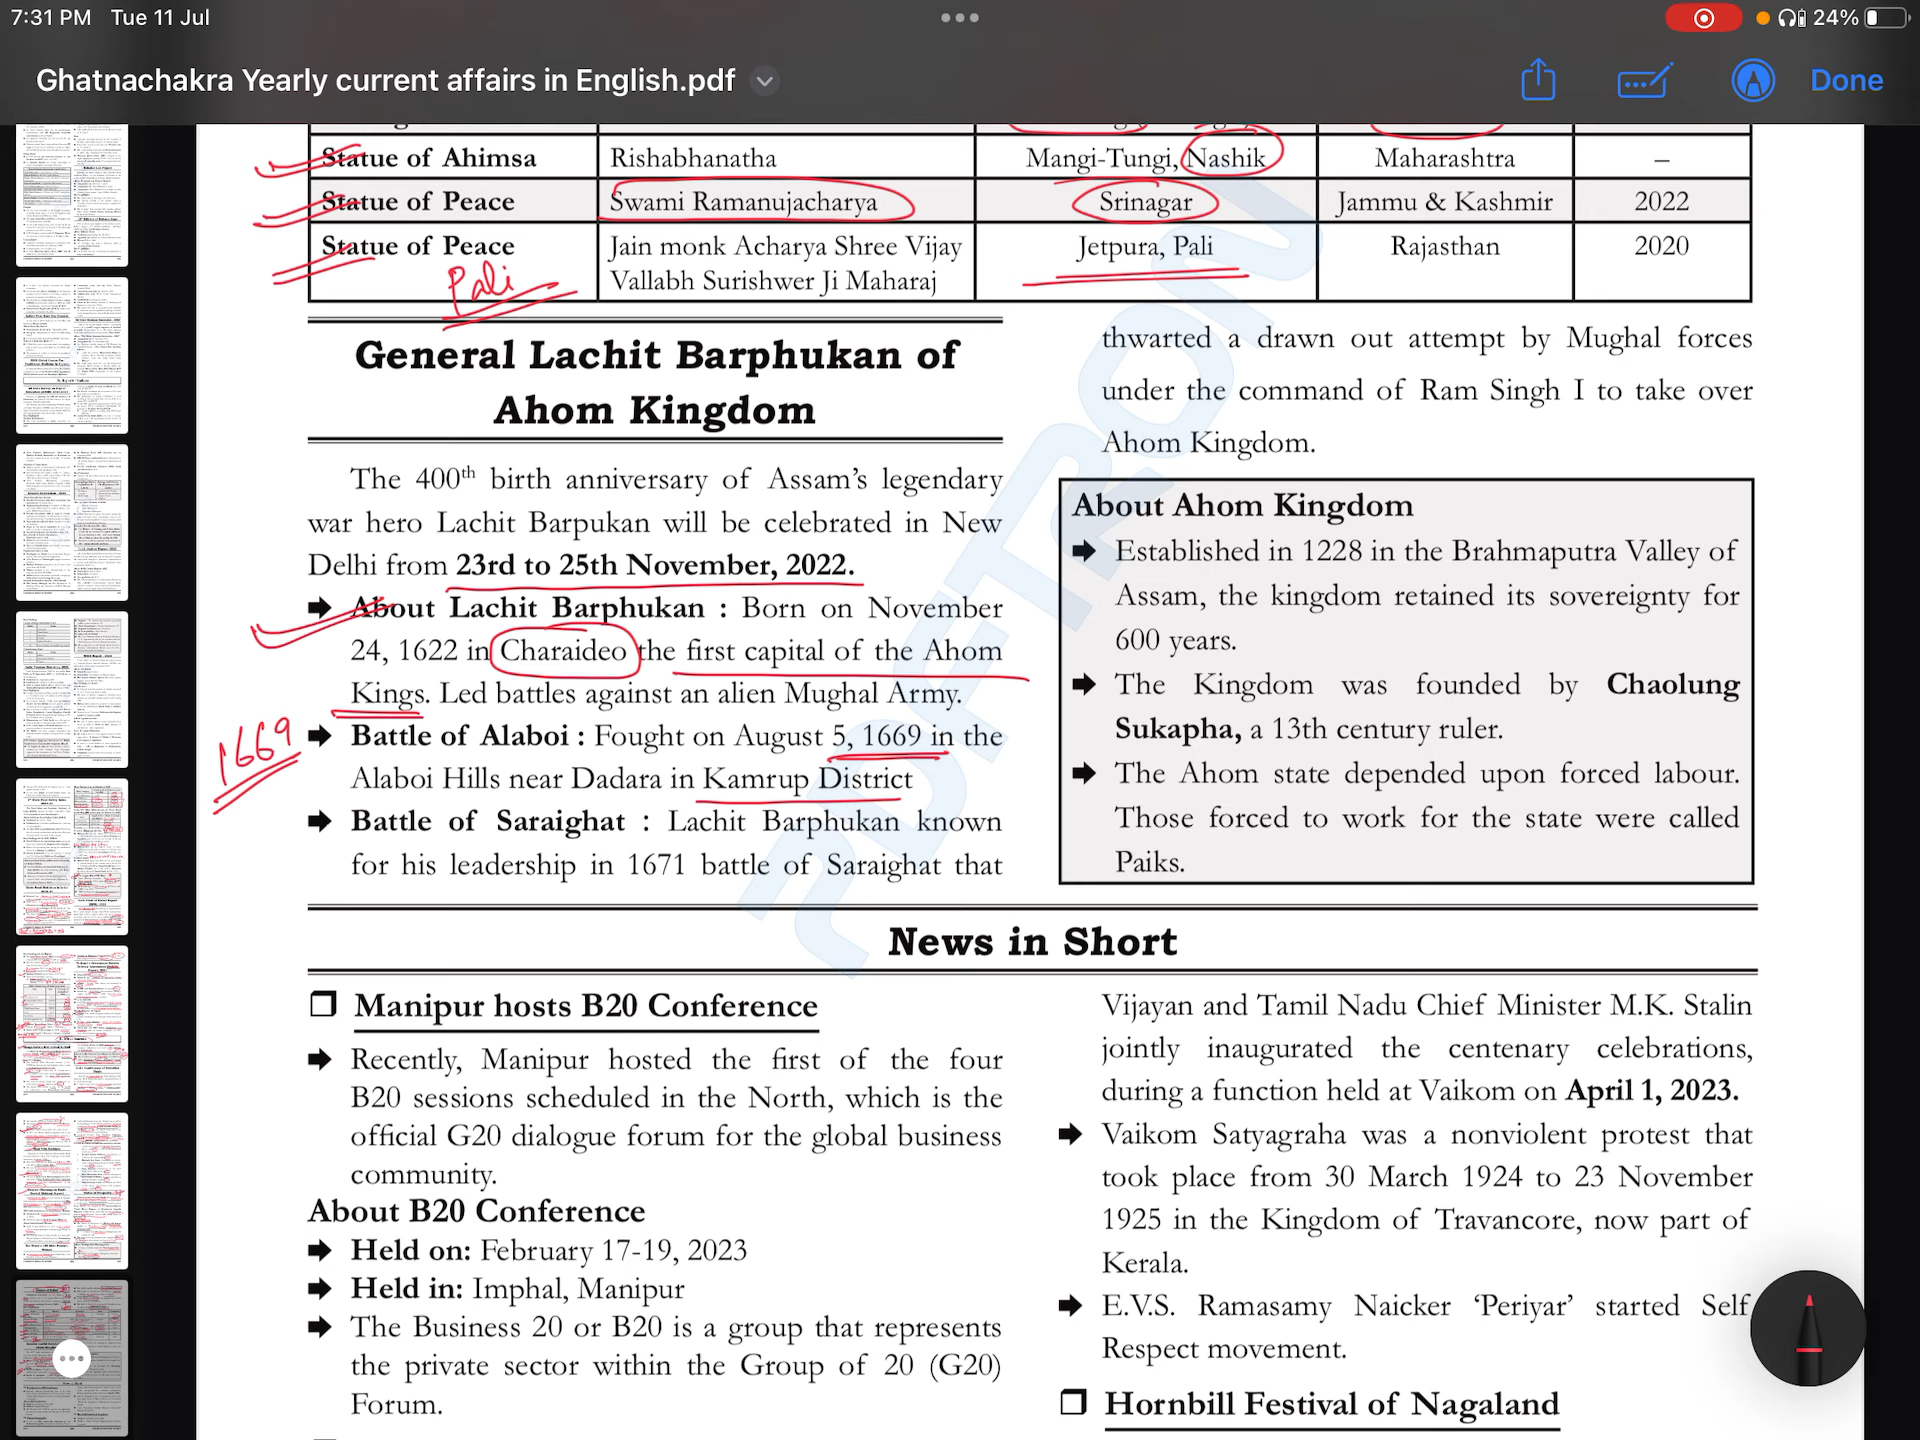 7:31 PM Tue 11 Jul
24%
Ghatnachakra Yearly current affairs in English.pdf
Done
Statue of Ahimsa Rishabhanatha Mangi-Tungi, Nashik Maharashtra –
Statue of Peace Swami Ramanujacharya Srinagar Jammu & Kashmir 2022
Statue of Peace Jain monk Acharya Shree Vijay Jetpura, Pali Rajasthan 2020
Vallabh Surishwer Ji Maharaj
Pali
General Lachit Barphukan of
Ahom Kingdom
The 400th birth anniversary of Assam's legendary
war hero Lachit Barpukan will be celebrated in New
Delhi from 23rd to 25th November, 2022.
About Lachit Barphukan : Born on November
24, 1622 in Charaideo the first capital of the Ahom
Kings. Led battles against an alien Mughal Army.
1669
Battle of Alaboi : Fought on August 5, 1669 in the
Alaboi Hills near Dadara in Kamrup District
Battle of Saraighat : Lachit Barphukan known
for his leadership in 1671 battle of Saraighat that
thwarted a drawn out attempt by Mughal forces
under the command of Ram Singh I to take over
Ahom Kingdom.
About Ahom Kingdom
Established in 1228 in the Brahmaputra Valley of
Assam, the kingdom retained its sovereignty for
600 years.
The Kingdom was founded by Chaolung
Sukapha, a 13th century ruler.
The Ahom state depended upon forced labour.
Those forced to work for the state were called
Paiks.
News in Short
Manipur hosts B20 Conference
Recently, Manipur hosted the first of the four
B20 sessions scheduled in the North, which is the
official G20 dialogue forum for the global business
community.
About B20 Conference
Held on: February 17-19, 2023
Held in: Imphal, Manipur
The Business 20 or B20 is a group that represents
the private sector within the Group of 20 (G20)
Forum.
Vijayan and Tamil Nadu Chief Minister M.K. Stalin
jointly inaugurated the centenary celebrations,
during a function held at Vaikom on April 1, 2023.
Vaikom Satyagraha was a nonviolent protest that
took place from 30 March 1924 to 23 November
1925 in the Kingdom of Travancore, now part of
Kerala.
E.V.S. Ramasamy Naicker 'Periyar' started Self
Respect movement.
Hornbill Festival of Nagaland